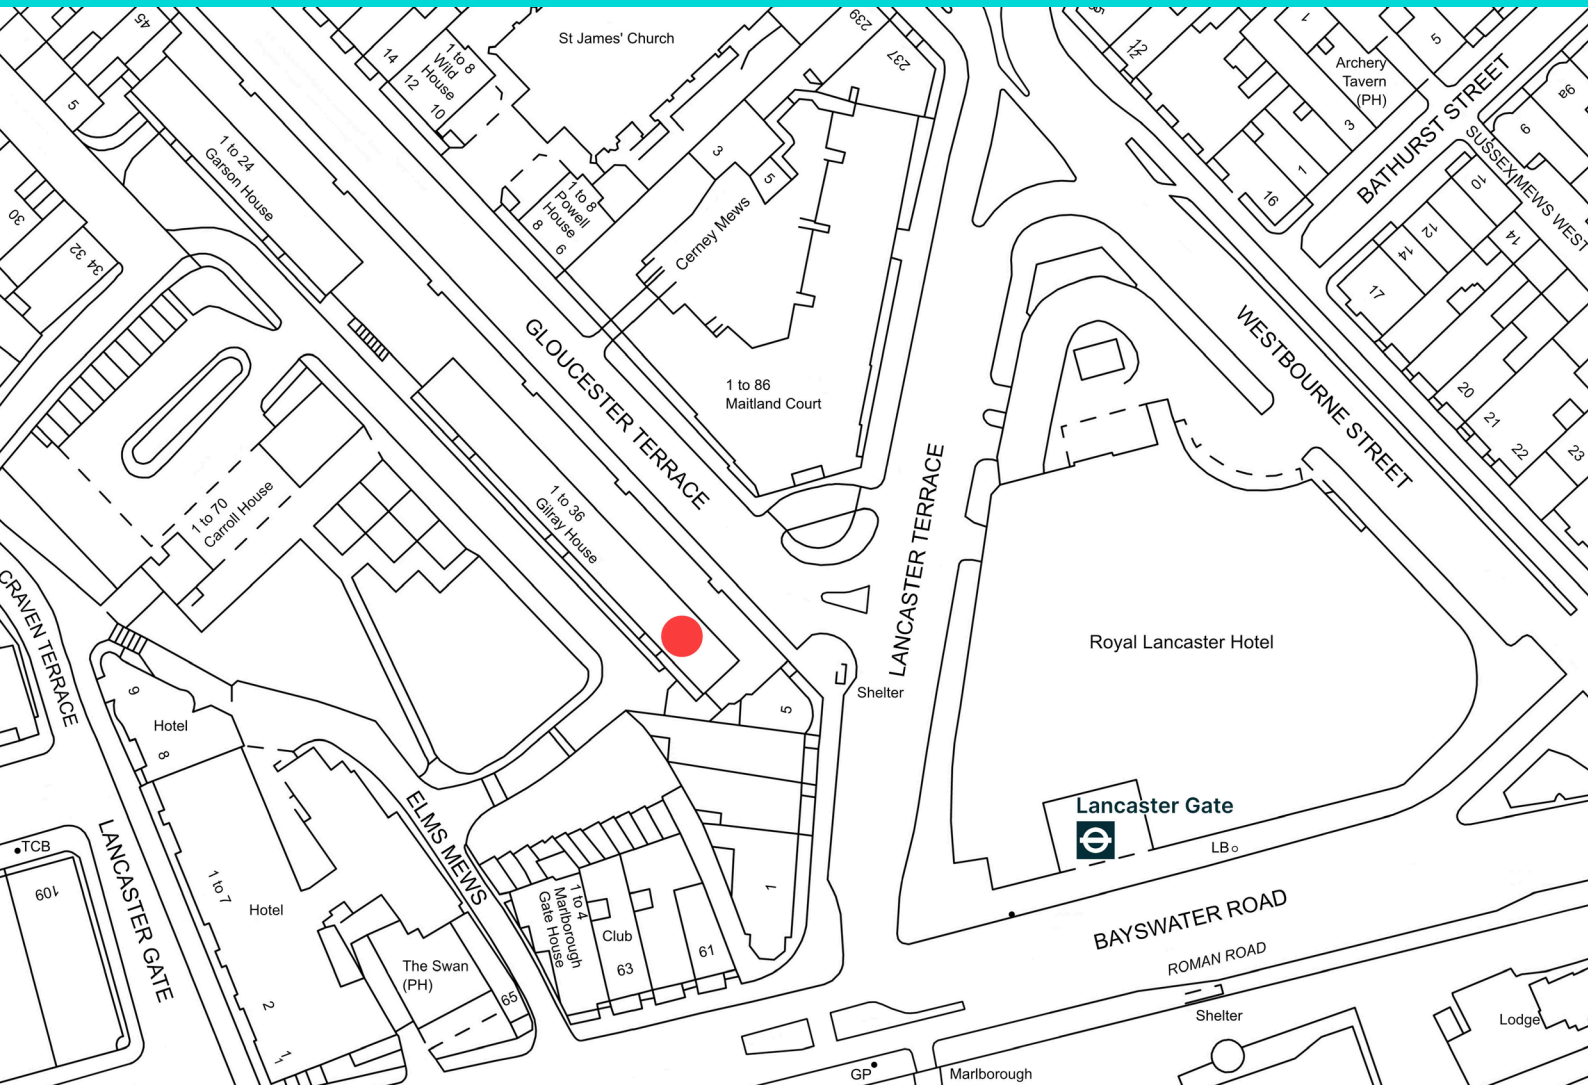 45
14
1 to 8
Wild
House
12
10
St James' Church
239
237
12
1
5
Archery
Tavern
(PH)
3
1
16
BATHURST STREET
98
6
SUSSEX MEWS WEST
10
12
14
14
17
5
1 to 24
Garson House
30
34 32
1 to 8
Powell
House
8
6
3
5
Cerney Mews
GLOUCESTER TERRACE
1 to 86
Maitland Court
WESTBOURNE STREET
20
21
22
23
1 to 70
Carroll House
1 to 36
Gilray House
LANCASTER TERRACE
Royal Lancaster Hotel
CRAVEN TERRACE
Shelter
5
9
Hotel
8
Lancaster Gate
LB
TCB
109
LANCASTER GATE
1 to 7
Hotel
2
ELMS MEWS
1 to 4
Marlborough
Gate House
Club
63
61
1
The Swan
(PH)
65
BAYSWATER ROAD
ROMAN ROAD
Shelter
Lodge
GP
Marlborough